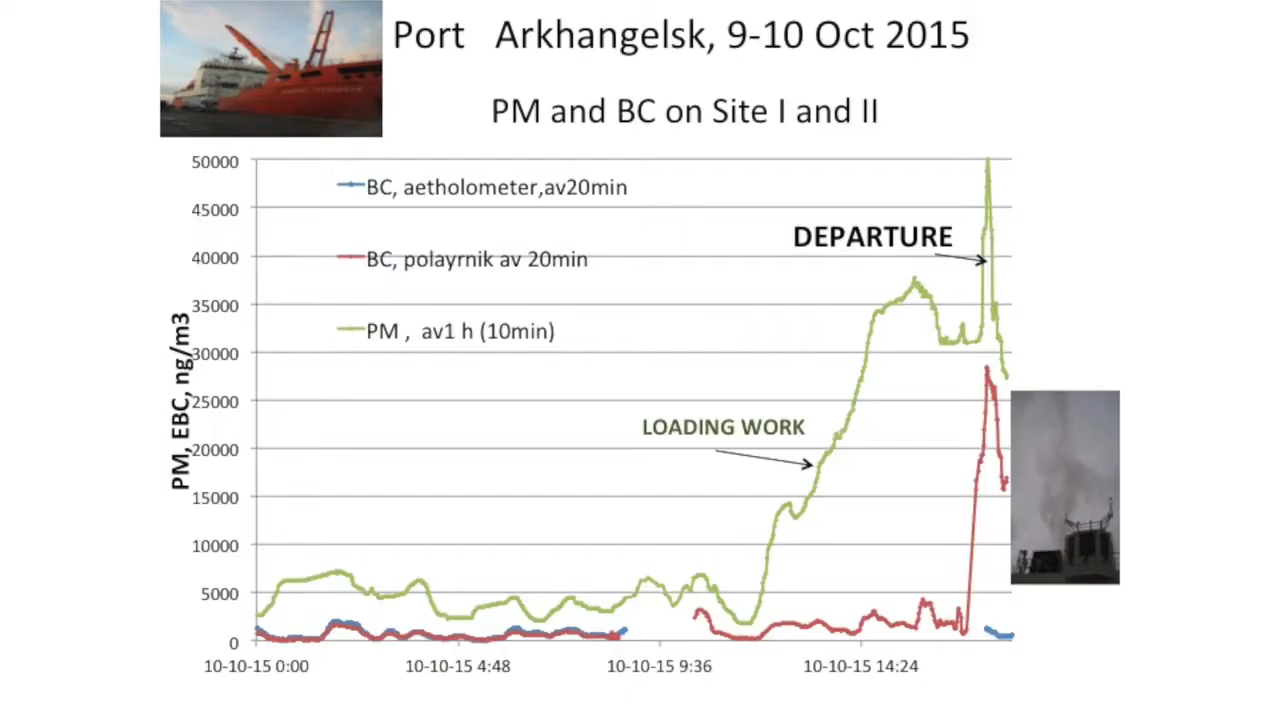 Port Arkhangelsk, 9-10 Oct 2015
PM and BC on Site I and II
PM, EBC, ng/m3
50000
45000
40000
35000
30000
25000
20000
15000
10000
5000
0
BC, aetholometer,av20min
BC, polayrnik av 20min
PM , av1 h (10min)
DEPARTURE
LOADING WORK
10-10-15 0:00
10-10-15 4:48
10-10-15 9:36
10-10-15 14:24